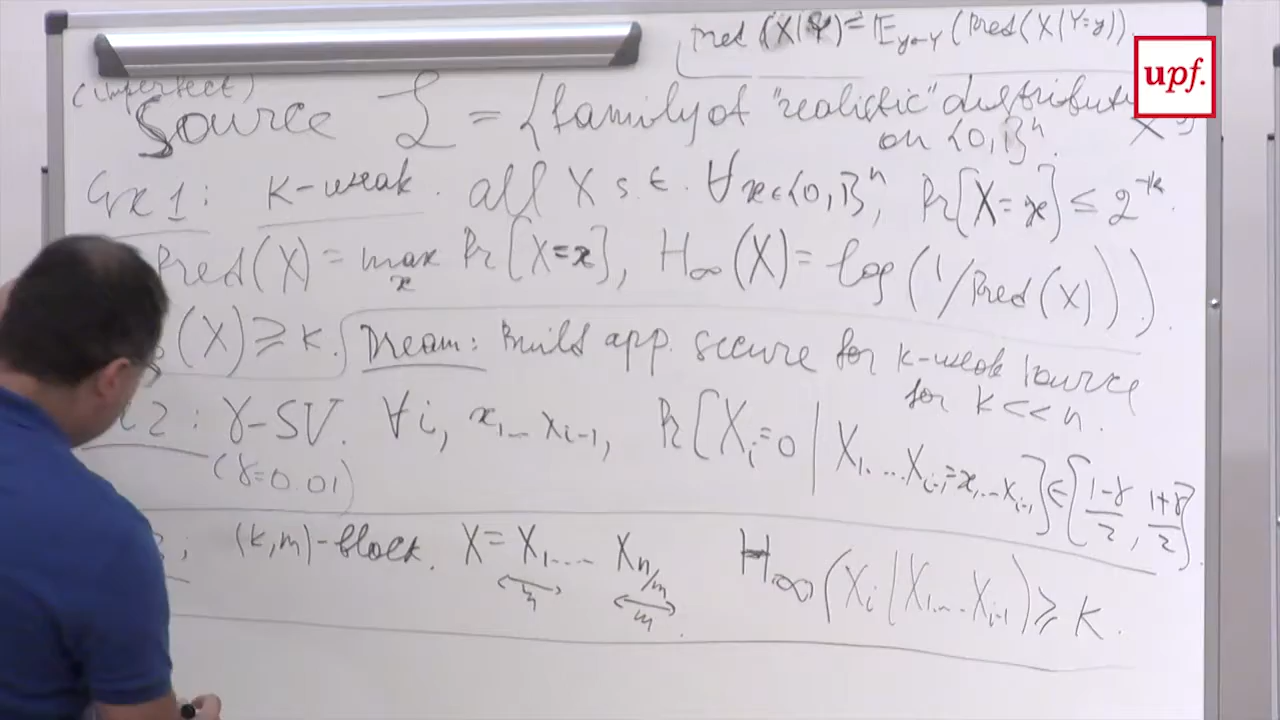 Pred (X|Y) = E_{y←Y} (Pred(X|Y=y))
upf.
(imperfect)
Source L = {family of "realistic" distributi
X
on {0,1}^n
Ex 1: k-weak. all X s.t. ∀x∈{0,1}^n, Pr[X=x] ≤ 2^{-k}.
Pred(X) = max_x Pr[X=x], H_∞(X) = log(1/Pred(X))).
(X) ≥ k. Dream: Build app. secure for k-weak source
for k << n.
2: γ-SV. ∀i, x_1...x_{i-1}, Pr[X_i=0 | X_1...X_{i-1}=x_1...x_{i-1}] ∈ [(1-γ)/2, (1+γ)/2]
(γ=0.01)
(k,m)-block. X = X_1.... X_{n/m} H_∞(X_i|X_1...X_{i-1}) ≥ k.
m m